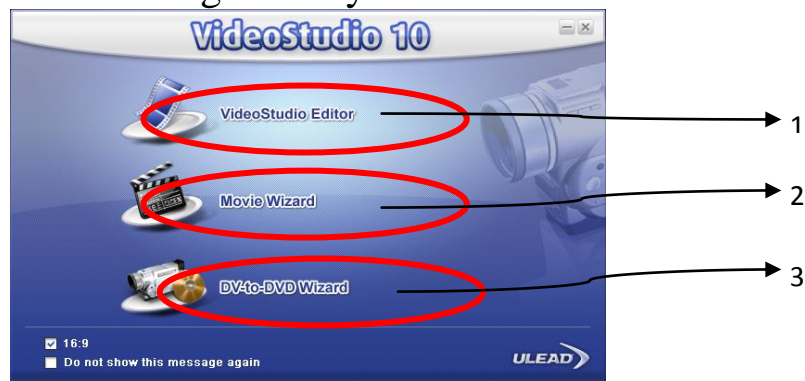 VideoStudio 10
VideoStudio Editor
1
Movie Wizard
2
DV-to-DVD Wizard
3
16:9
Do not show this message again
ULEAD